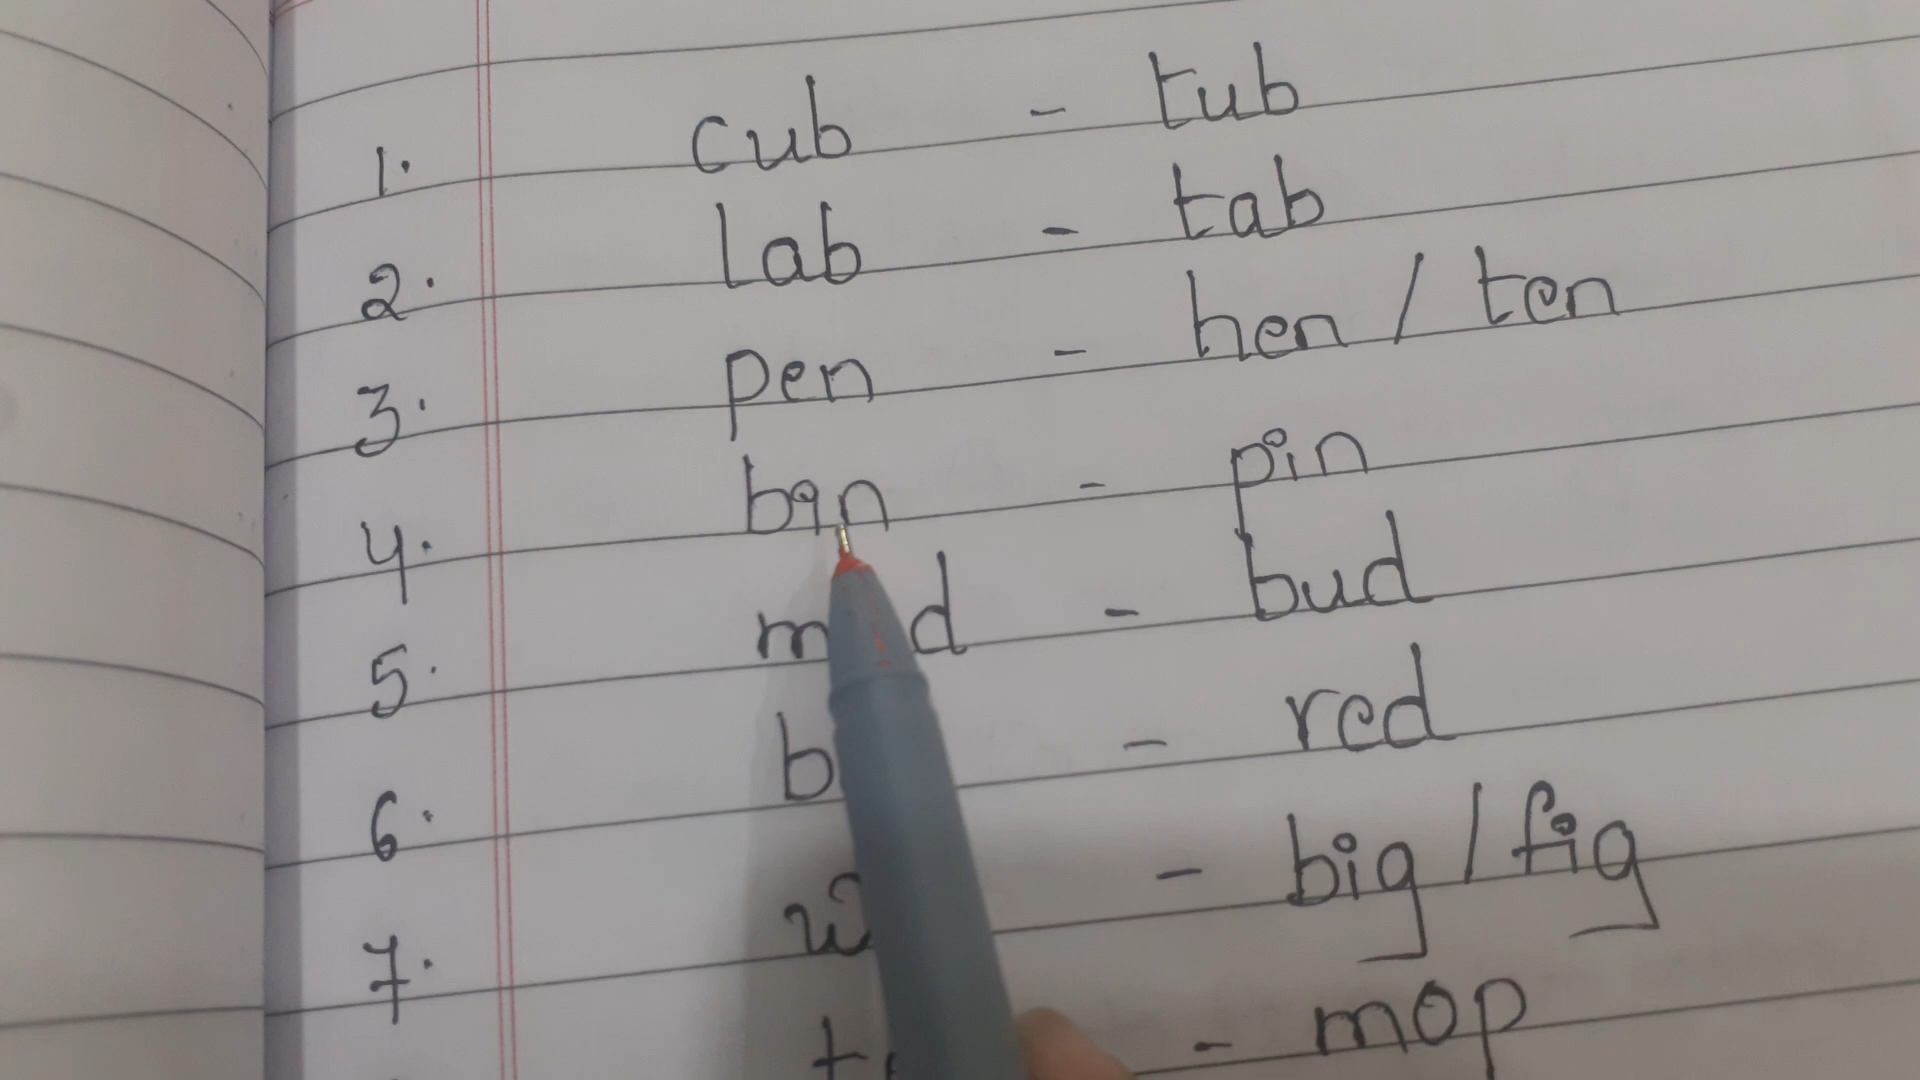 1. cub - tub
2. lab - tab
3. pen - hen / ten
4. bin - pin
5. - bud
6. - red
7. - big / fig
- mop